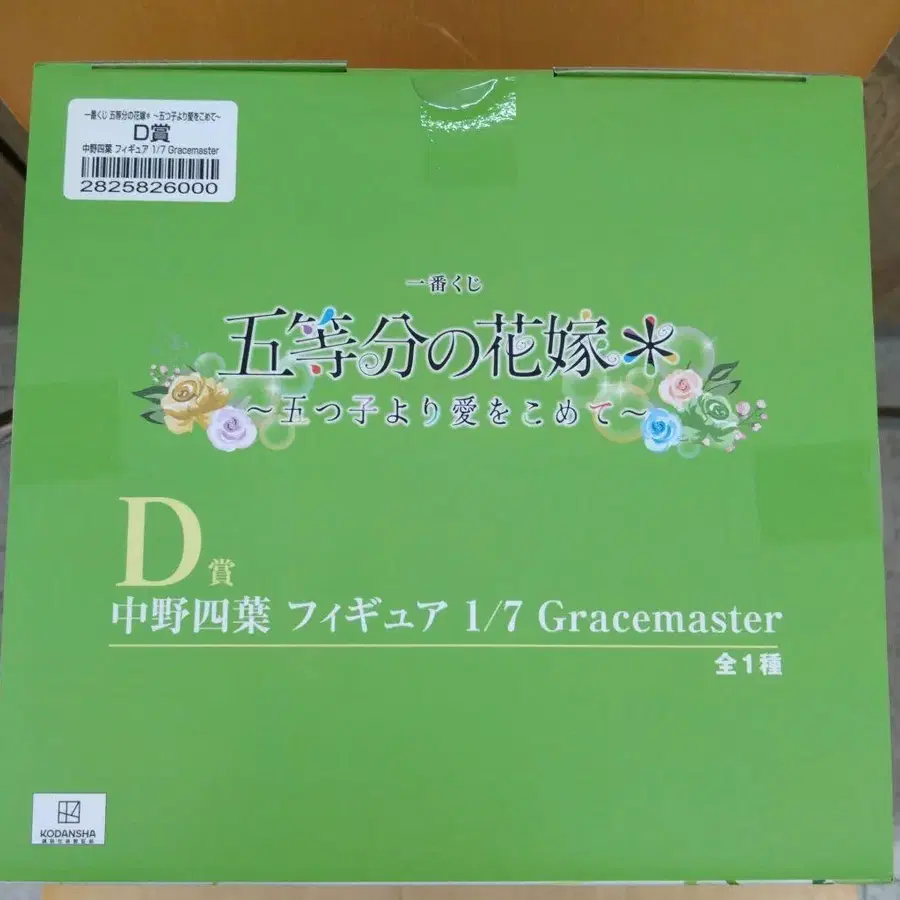 一番くじ 五等分の花嫁＊ ～五つ子より愛をこめて～
D賞
中野四葉 フィギュア 1/7 Gracemaster
2825826000
一番くじ
五等分の花嫁＊
～五つ子より愛をこめて～
D賞
中野四葉 フィギュア 1/7 Gracemaster
全1種
KODANSHA